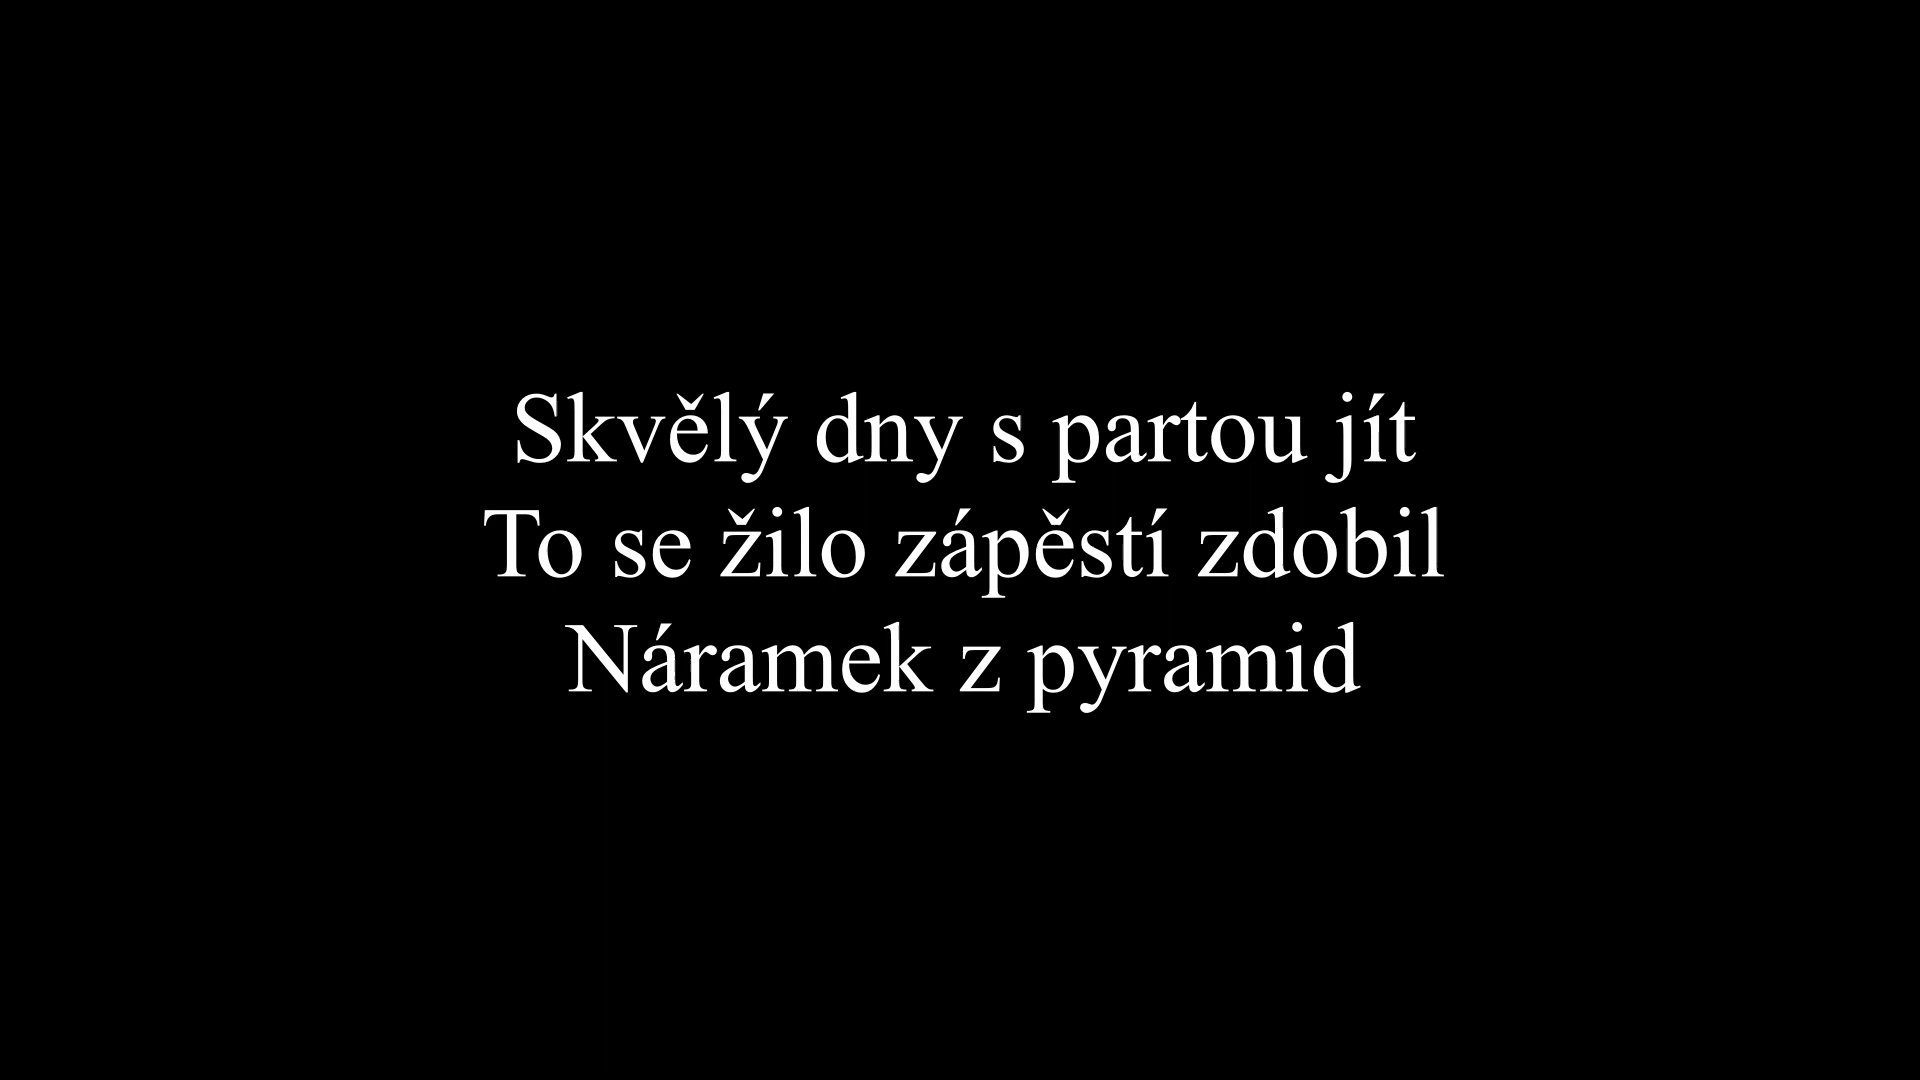 Skvělý dny s partou jít
To se žilo zápěstí zdobil
Náramek z pyramid